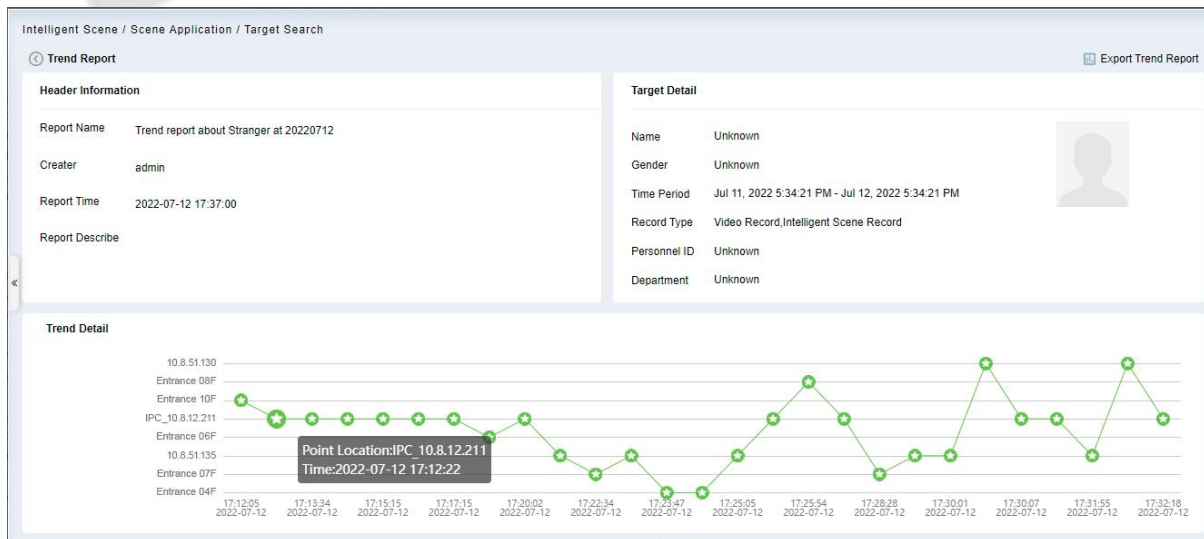 Intelligent Scene / Scene Application / Target Search
Trend Report
Export Trend Report
Header Information
Report Name Trend report about Stranger at 20220712
Creater admin
Report Time 2022-07-12 17:37:00
Report Describe
Target Detail
Name Unknown
Gender Unknown
Time Period Jul 11, 2022 5:34:21 PM - Jul 12, 2022 5:34:21 PM
Record Type Video Record,Intelligent Scene Record
Personnel ID Unknown
Department Unknown
Trend Detail
10.8.51.130
Entrance 08F
Entrance 10F
IPC_10.8.12.211
Entrance 06F
10.8.51.135
Entrance 07F
Entrance 04F
Point Location:IPC_10.8.12.211
Time:2022-07-12 17:12:22
17:12:05 17:13:34 17:15:15 17:17:15 17:20:02 17:22:34 17:23:47 17:25:05 17:25:54 17:28:28 17:30:01 17:30:07 17:31:55 17:32:18
2022-07-12 2022-07-12 2022-07-12 2022-07-12 2022-07-12 2022-07-12 2022-07-12 2022-07-12 2022-07-12 2022-07-12 2022-07-12 2022-07-12 2022-07-12 2022-07-12